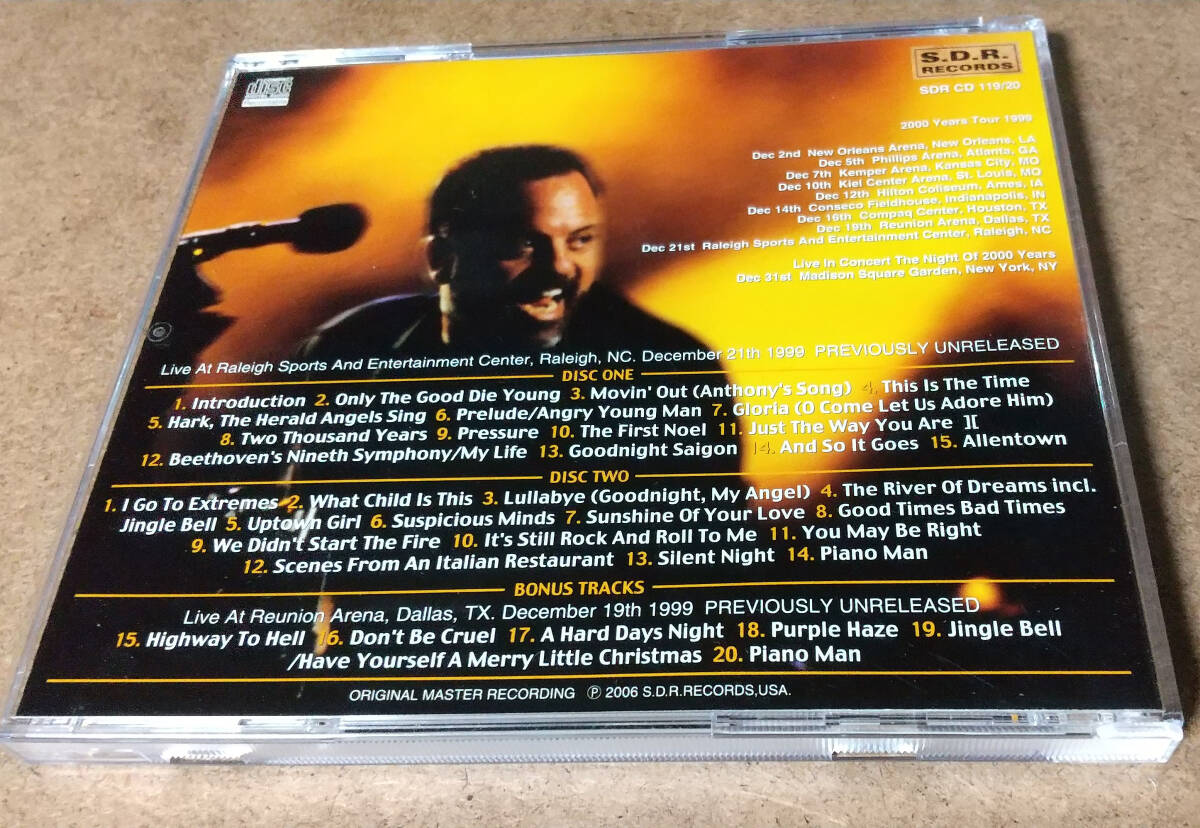 COMPACT
disc
Recordable
S.D.R.
RECORDS
SDR CD 119/20
2000 Years Tour 1999
Dec 2nd New Orleans Arena, New Orleans, LA
Dec 5th Phillips Arena, Atlanta, GA
Dec 7th Kemper Arena, Kansas City, MO
Dec 10th Kiel Center Arena, St. Louis, MO
Dec 12th Hilton Coliseum, Ames, IA
Dec 14th Conseco Fieldhouse, Indianapolis, IN
Dec 16th Compaq Center, Houston, TX
Dec 19th Reunion Arena, Dallas, TX
Dec 21st Raleigh Sports And Entertainment Center, Raleigh, NC
Live In Concert The Night Of 2000 Years
Dec 31st Madison Square Garden, New York, NY
Live At Raleigh Sports And Entertainment Center, Raleigh, NC. December 21th 1999 PREVIOUSLY UNRELEASED
DISC ONE
1. Introduction 2. Only The Good Die Young 3. Movin' Out (Anthony's Song) 4. This Is The Time
5. Hark, The Herald Angels Sing 6. Prelude/Angry Young Man 7. Gloria (O Come Let Us Adore Him)
8. Two Thousand Years 9. Pressure 10. The First Noel 11. Just The Way You Are II
12. Beethoven's Nineth Symphony/My Life 13. Goodnight Saigon 14. And So It Goes 15. Allentown
DISC TWO
1. I Go To Extremes 2. What Child Is This 3. Lullabye (Goodnight, My Angel) 4. The River Of Dreams incl.
Jingle Bell 5. Uptown Girl 6. Suspicious Minds 7. Sunshine Of Your Love 8. Good Times Bad Times
9. We Didn't Start The Fire 10. It's Still Rock And Roll To Me 11. You May Be Right
12. Scenes From An Italian Restaurant 13. Silent Night 14. Piano Man
BONUS TRACKS
Live At Reunion Arena, Dallas, TX. December 19th 1999 PREVIOUSLY UNRELEASED
15. Highway To Hell 16. Don't Be Cruel 17. A Hard Days Night 18. Purple Haze 19. Jingle Bell
/Have Yourself A Merry Little Christmas 20. Piano Man
ORIGINAL MASTER RECORDING ℗ 2006 S.D.R.RECORDS,USA.